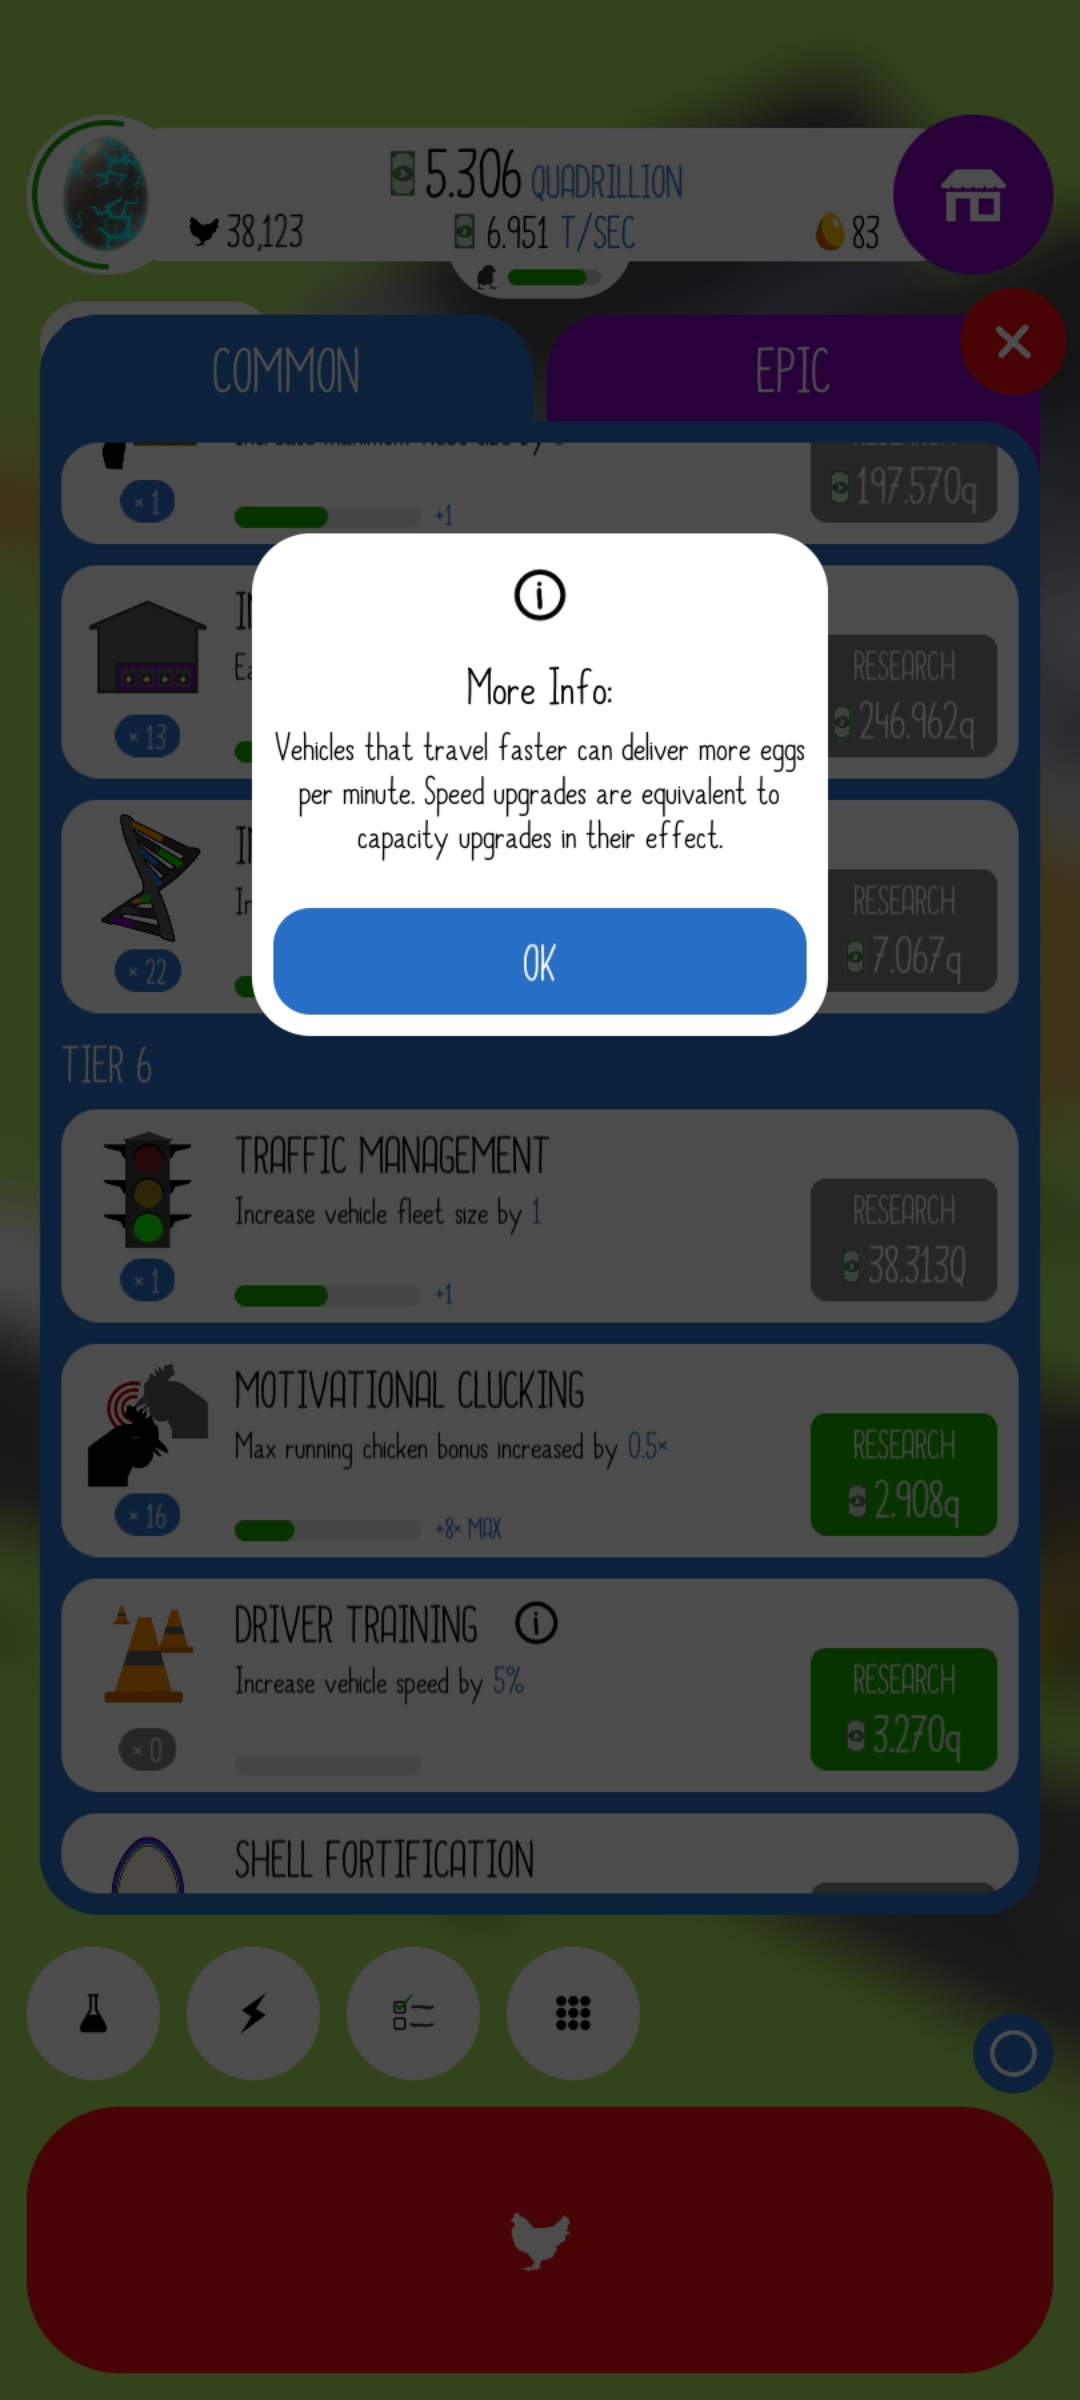 5.306 QUADRILLION
38,123
6.951 T/SEC
83
COMMON
EPIC
× 1
+1
197.570q
× 13
RESEARCH
246.962q
× 22
RESEARCH
7.067q
More Info:
Vehicles that travel faster can deliver more eggs
per minute. Speed upgrades are equivalent to
capacity upgrades in their effect.
OK
TIER 6
TRAFFIC MANAGEMENT
Increase vehicle fleet size by 1
× 1
+1
RESEARCH
38.313Q
MOTIVATIONAL CLUCKING
Max running chicken bonus increased by 0.5×
× 16
+8× MAX
RESEARCH
2.908q
DRIVER TRAINING
Increase vehicle speed by 5%
× 0
RESEARCH
3.270q
SHELL FORTIFICATION